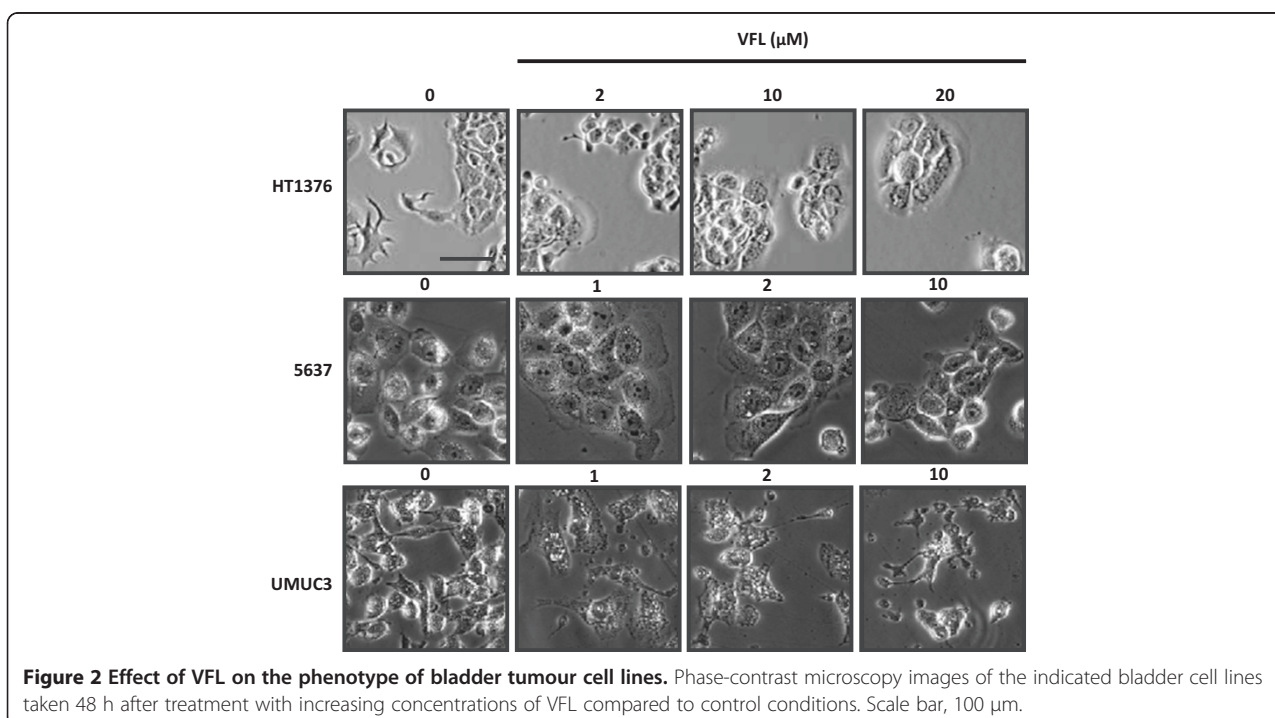 VFL (µM)
0 2 10 20
HT1376
0 1 2 10
5637
0 1 2 10
UMUC3
Figure 2 Effect of VFL on the phenotype of bladder tumour cell lines. Phase-contrast microscopy images of the indicated bladder cell lines
taken 48 h after treatment with increasing concentrations of VFL compared to control conditions. Scale bar, 100 µm.